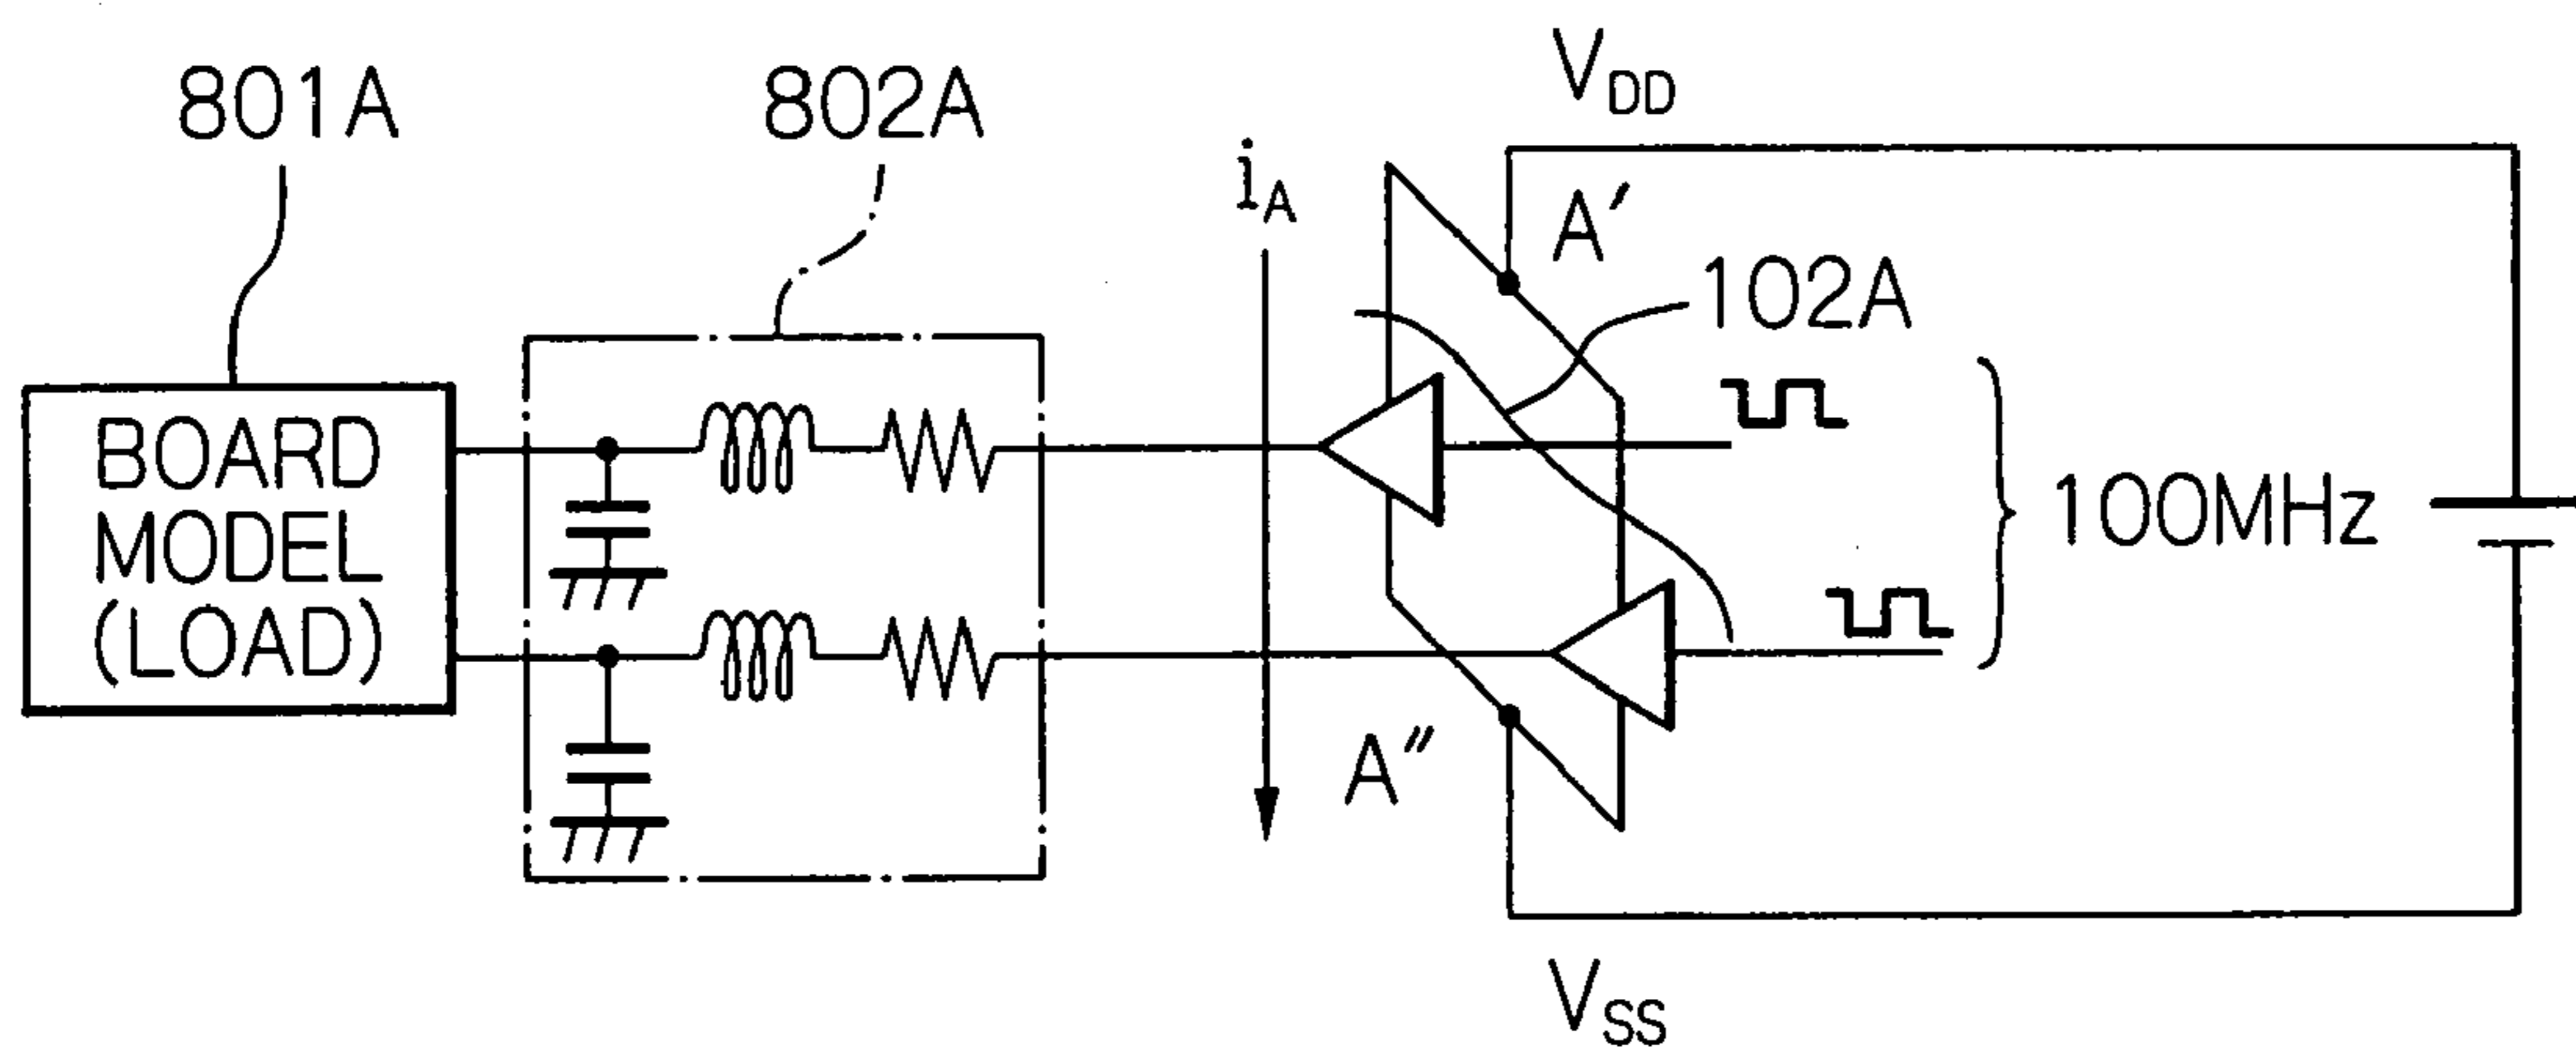 801A
802A
V_DD
i_A
A′
102A
BOARD
MODEL
(LOAD)
100MHz
A″
V_SS